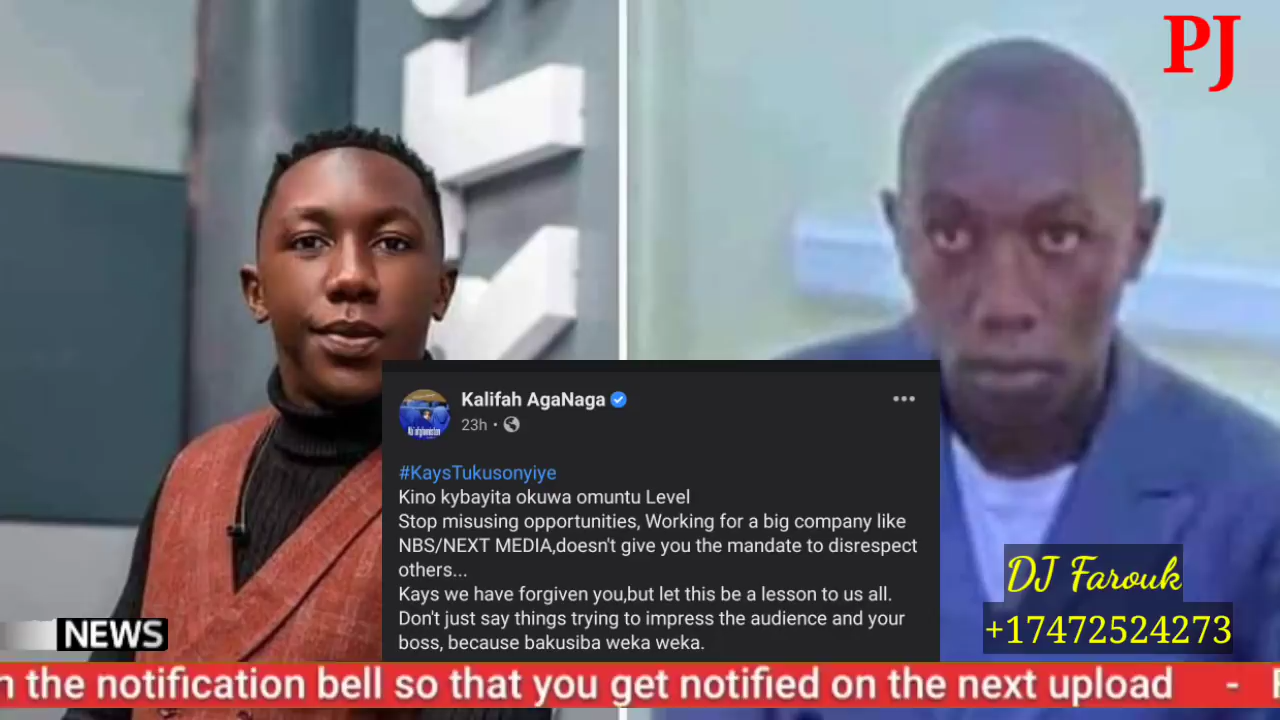 PJ
Kalifah AgaNaga
23h
#KaysTukusonyiye
Kino kybayita okuwa omuntu Level
Stop misusing opportunities, Working for a big company like
NBS/NEXT MEDIA,doesn't give you the mandate to disrespect
others...
Kays we have forgiven you,but let this be a lesson to us all.
Don't just say things trying to impress the audience and your
boss, because bakusiba weka weka.
DJ Farouk
+17472524273
NEWS
the notification bell so that you get notified on the next upload -